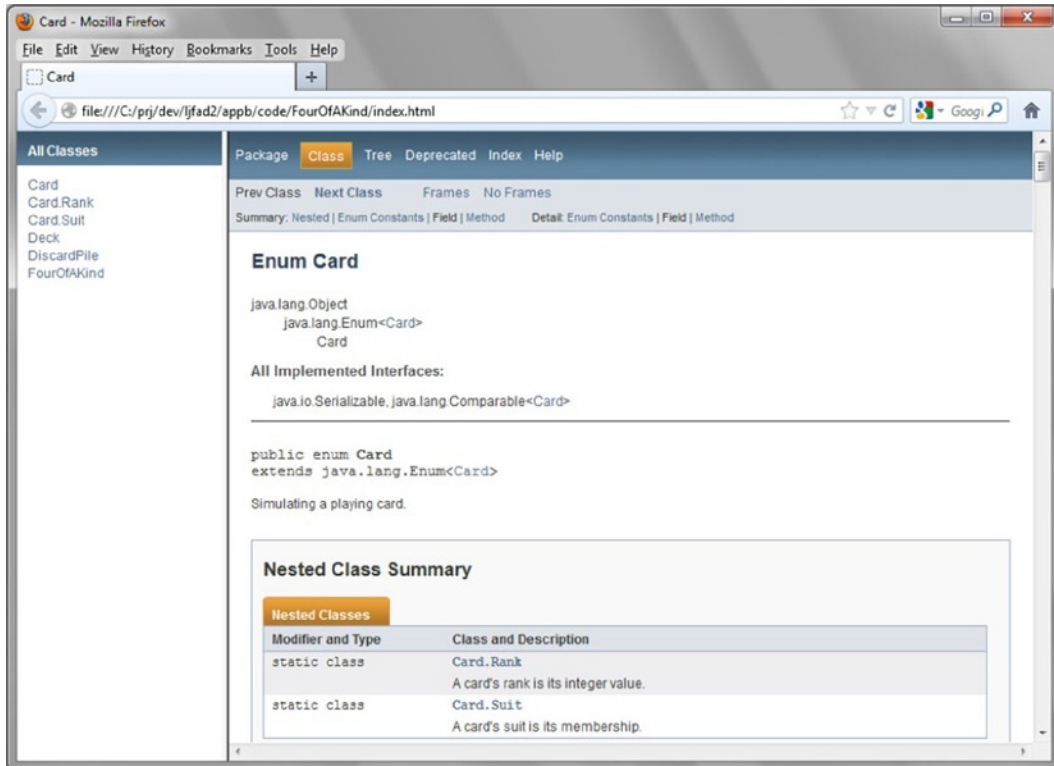 Card - Mozilla Firefox
File Edit View History Bookmarks Tools Help
Card
file:///C:/prj/dev/ljfad2/appb/code/FourOfAKind/index.html
Googl
All Classes
Card
Card.Rank
Card.Suit
Deck
DiscardPile
FourOfAKind
Package Class Tree Deprecated Index Help
Prev Class Next Class Frames No Frames
Summary: Nested | Enum Constants | Field | Method Detail: Enum Constants | Field | Method
Enum Card
java.lang.Object
java.lang.Enum<Card>
Card
All Implemented Interfaces:
java.io.Serializable, java.lang.Comparable<Card>
public enum Card
extends java.lang.Enum<Card>
Simulating a playing card.
Nested Class Summary
Nested Classes
Modifier and Type Class and Description
static class Card.Rank
A card's rank is its integer value.
static class Card.Suit
A card's suit is its membership.